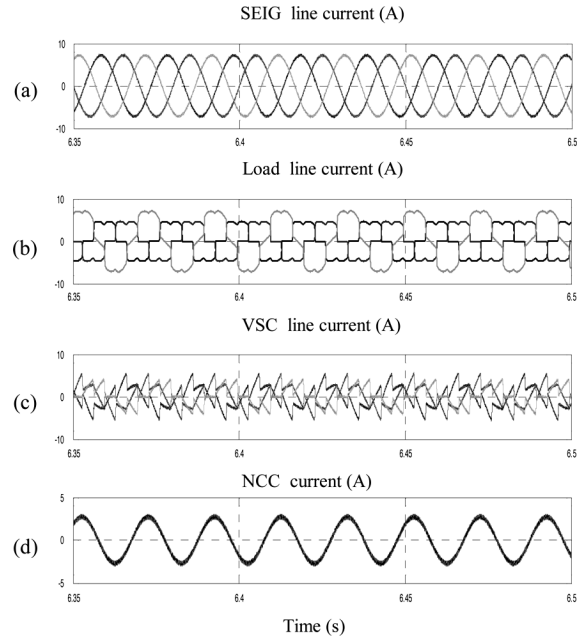 SEIG line current (A)
10
(a)
0
-10
6.35 6.4 6.45 6.5
Load line current (A)
10
(b)
0
-10
6.35 6.4 6.45 6.5
VSC line current (A)
10
(c)
0
-10
6.35 6.4 6.45 6.5
NCC current (A)
5
(d)
0
-5
6.35 6.4 6.45 6.5
Time (s)